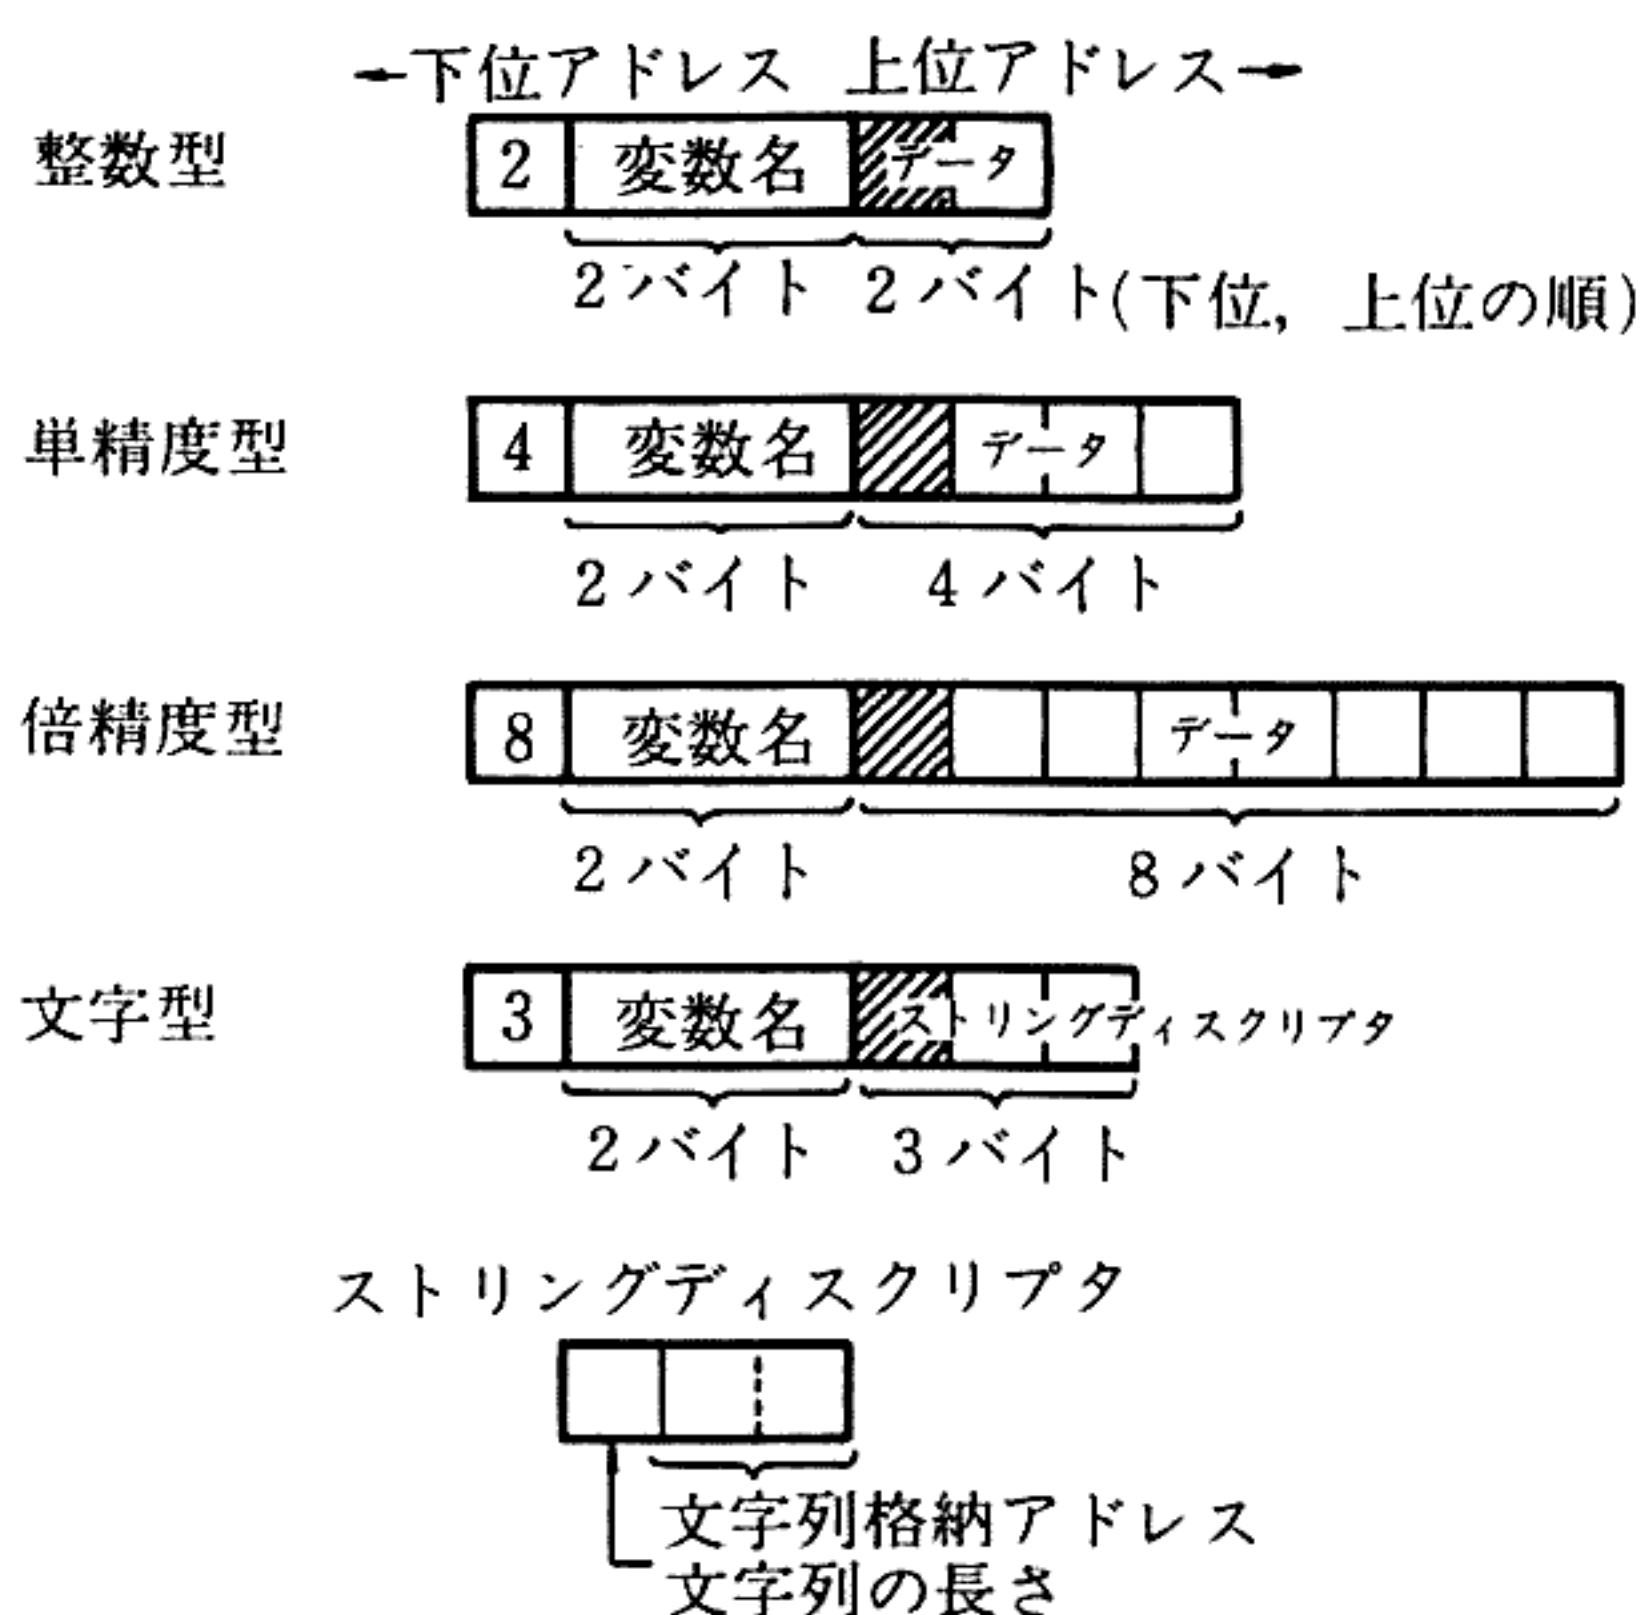 ←下位アドレス 上位アドレス→
整数型 2 変数名 データ
2バイト 2バイト(下位, 上位の順)
単精度型 4 変数名 データ
2バイト 4バイト
倍精度型 8 変数名 データ
2バイト 8バイト
文字型 3 変数名 ストリングディスクリプタ
2バイト 3バイト
ストリングディスクリプタ
文字列格納アドレス
文字列の長さ